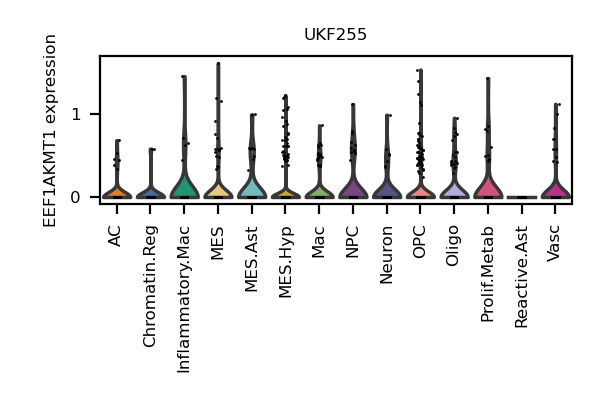 UKF255
EEF1AKMT1 expression
1
0
AC
Chromatin.Reg
Inflammatory.Mac
MES
MES.Ast
MES.Hyp
Mac
NPC
Neuron
OPC
Oligo
Prolif.Metab
Reactive.Ast
Vasc